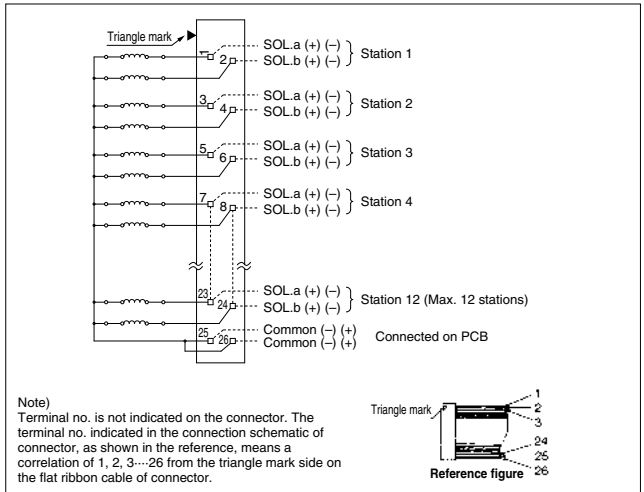 Triangle mark
1
SOL.a (+) (–)
2
SOL.b (+) (–)
Station 1
3
SOL.a (+) (–)
4
SOL.b (+) (–)
Station 2
5
SOL.a (+) (–)
6
SOL.b (+) (–)
Station 3
7
SOL.a (+) (–)
8
SOL.b (+) (–)
Station 4
23
SOL.a (+) (–)
24
SOL.b (+) (–)
Station 12 (Max. 12 stations)
25
Common (–) (+)
26
Common (–) (+)
Connected on PCB
Note)
Terminal no. is not indicated on the connector. The
terminal no. indicated in the connection schematic of
connector, as shown in the reference, means a
correlation of 1, 2, 3····26 from the triangle mark side on
the flat ribbon cable of connector.
Triangle mark
1
2
3
24
25
26
Reference figure